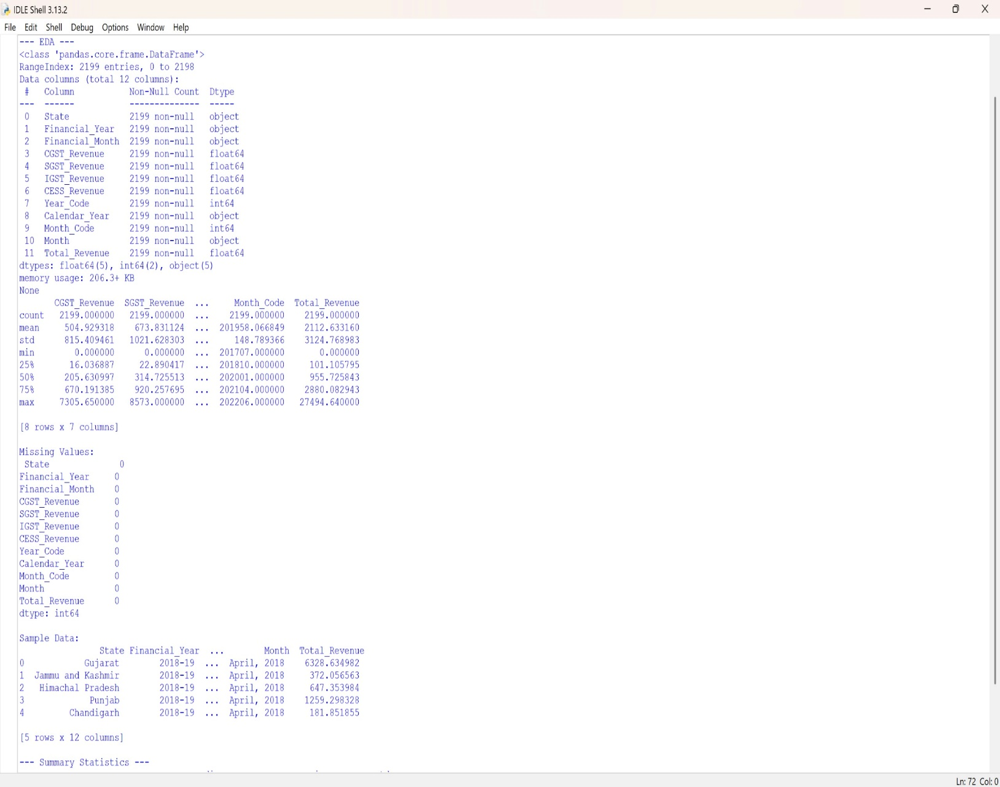 IDLE Shell 3.13.2
File Edit Shell Debug Options Window Help
--- EDA ---
<class 'pandas.core.frame.DataFrame'>
RangeIndex: 2199 entries, 0 to 2198
Data columns (total 12 columns):
 #   Column           Non-Null Count  Dtype
---  ------           --------------  -----
 0   State            2199 non-null   object
 1   Financial_Year   2199 non-null   object
 2   Financial_Month  2199 non-null   object
 3   CGST_Revenue     2199 non-null   float64
 4   SGST_Revenue     2199 non-null   float64
 5   IGST_Revenue     2199 non-null   float64
 6   CESS_Revenue     2199 non-null   float64
 7   Year_Code        2199 non-null   int64
 8   Calendar_Year    2199 non-null   object
 9   Month_Code       2199 non-null   int64
 10  Month            2199 non-null   object
 11  Total_Revenue    2199 non-null   float64
dtypes: float64(5), int64(2), object(5)
memory usage: 206.3+ KB
None
       CGST_Revenue  SGST_Revenue  ...     Month_Code  Total_Revenue
count   2199.000000   2199.000000  ...    2199.000000    2199.000000
mean     504.929318    673.831124  ...  201958.066849    2112.633160
std      815.409461   1021.628303  ...     148.789366    3124.768983
min        0.000000      0.000000  ...  201707.000000       0.000000
25%       16.036887     22.890417  ...  201810.000000     101.105795
50%      205.630997    314.725513  ...  202001.000000     955.725843
75%      670.191385    920.257695  ...  202104.000000    2880.082943
max     7305.650000   8573.000000  ...  202206.000000   27494.640000
[8 rows x 7 columns]
Missing Values:
 State              0
Financial_Year     0
Financial_Month    0
CGST_Revenue       0
SGST_Revenue       0
IGST_Revenue       0
CESS_Revenue       0
Year_Code          0
Calendar_Year      0
Month_Code         0
Month              0
Total_Revenue      0
dtype: int64
Sample Data:
                State Financial_Year  ...        Month  Total_Revenue
0             Gujarat        2018-19  ...  April, 2018    6328.634982
1   Jammu and Kashmir        2018-19  ...  April, 2018     372.056563
2    Himachal Pradesh        2018-19  ...  April, 2018     647.353984
3              Punjab        2018-19  ...  April, 2018    1259.298328
4          Chandigarh        2018-19  ...  April, 2018     181.851855
[5 rows x 12 columns]
--- Summary Statistics ---
Ln: 72 Col: 0